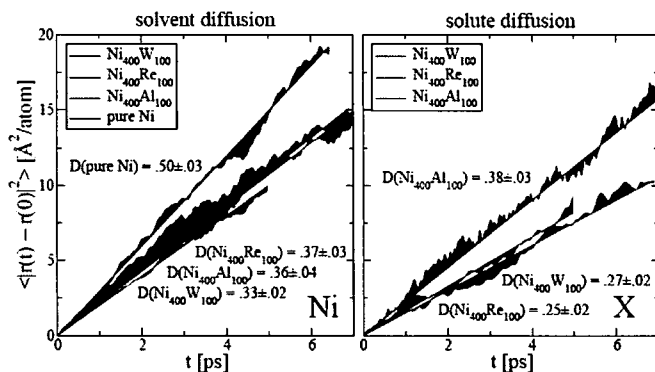 solvent diffusion
solute diffusion
<|r(t) − r(0)|²> [Å²/atom]
20
15
10
5
0
Ni₄₀₀W₁₀₀
Ni₄₀₀Re₁₀₀
Ni₄₀₀Al₁₀₀
pure Ni
D(pure Ni) = .50±.03
D(Ni₄₀₀Re₁₀₀) = .37±.03
D(Ni₄₀₀Al₁₀₀) = .36±.04
D(Ni₄₀₀W₁₀₀) = .33±.02
Ni
0 2 4 6
t [ps]
Ni₄₀₀W₁₀₀
Ni₄₀₀Re₁₀₀
Ni₄₀₀Al₁₀₀
D(Ni₄₀₀Al₁₀₀) = .38±.03
D(Ni₄₀₀W₁₀₀) = .27±.02
D(Ni₄₀₀Re₁₀₀) = .25±.02
X
0 2 4 6
t [ps]